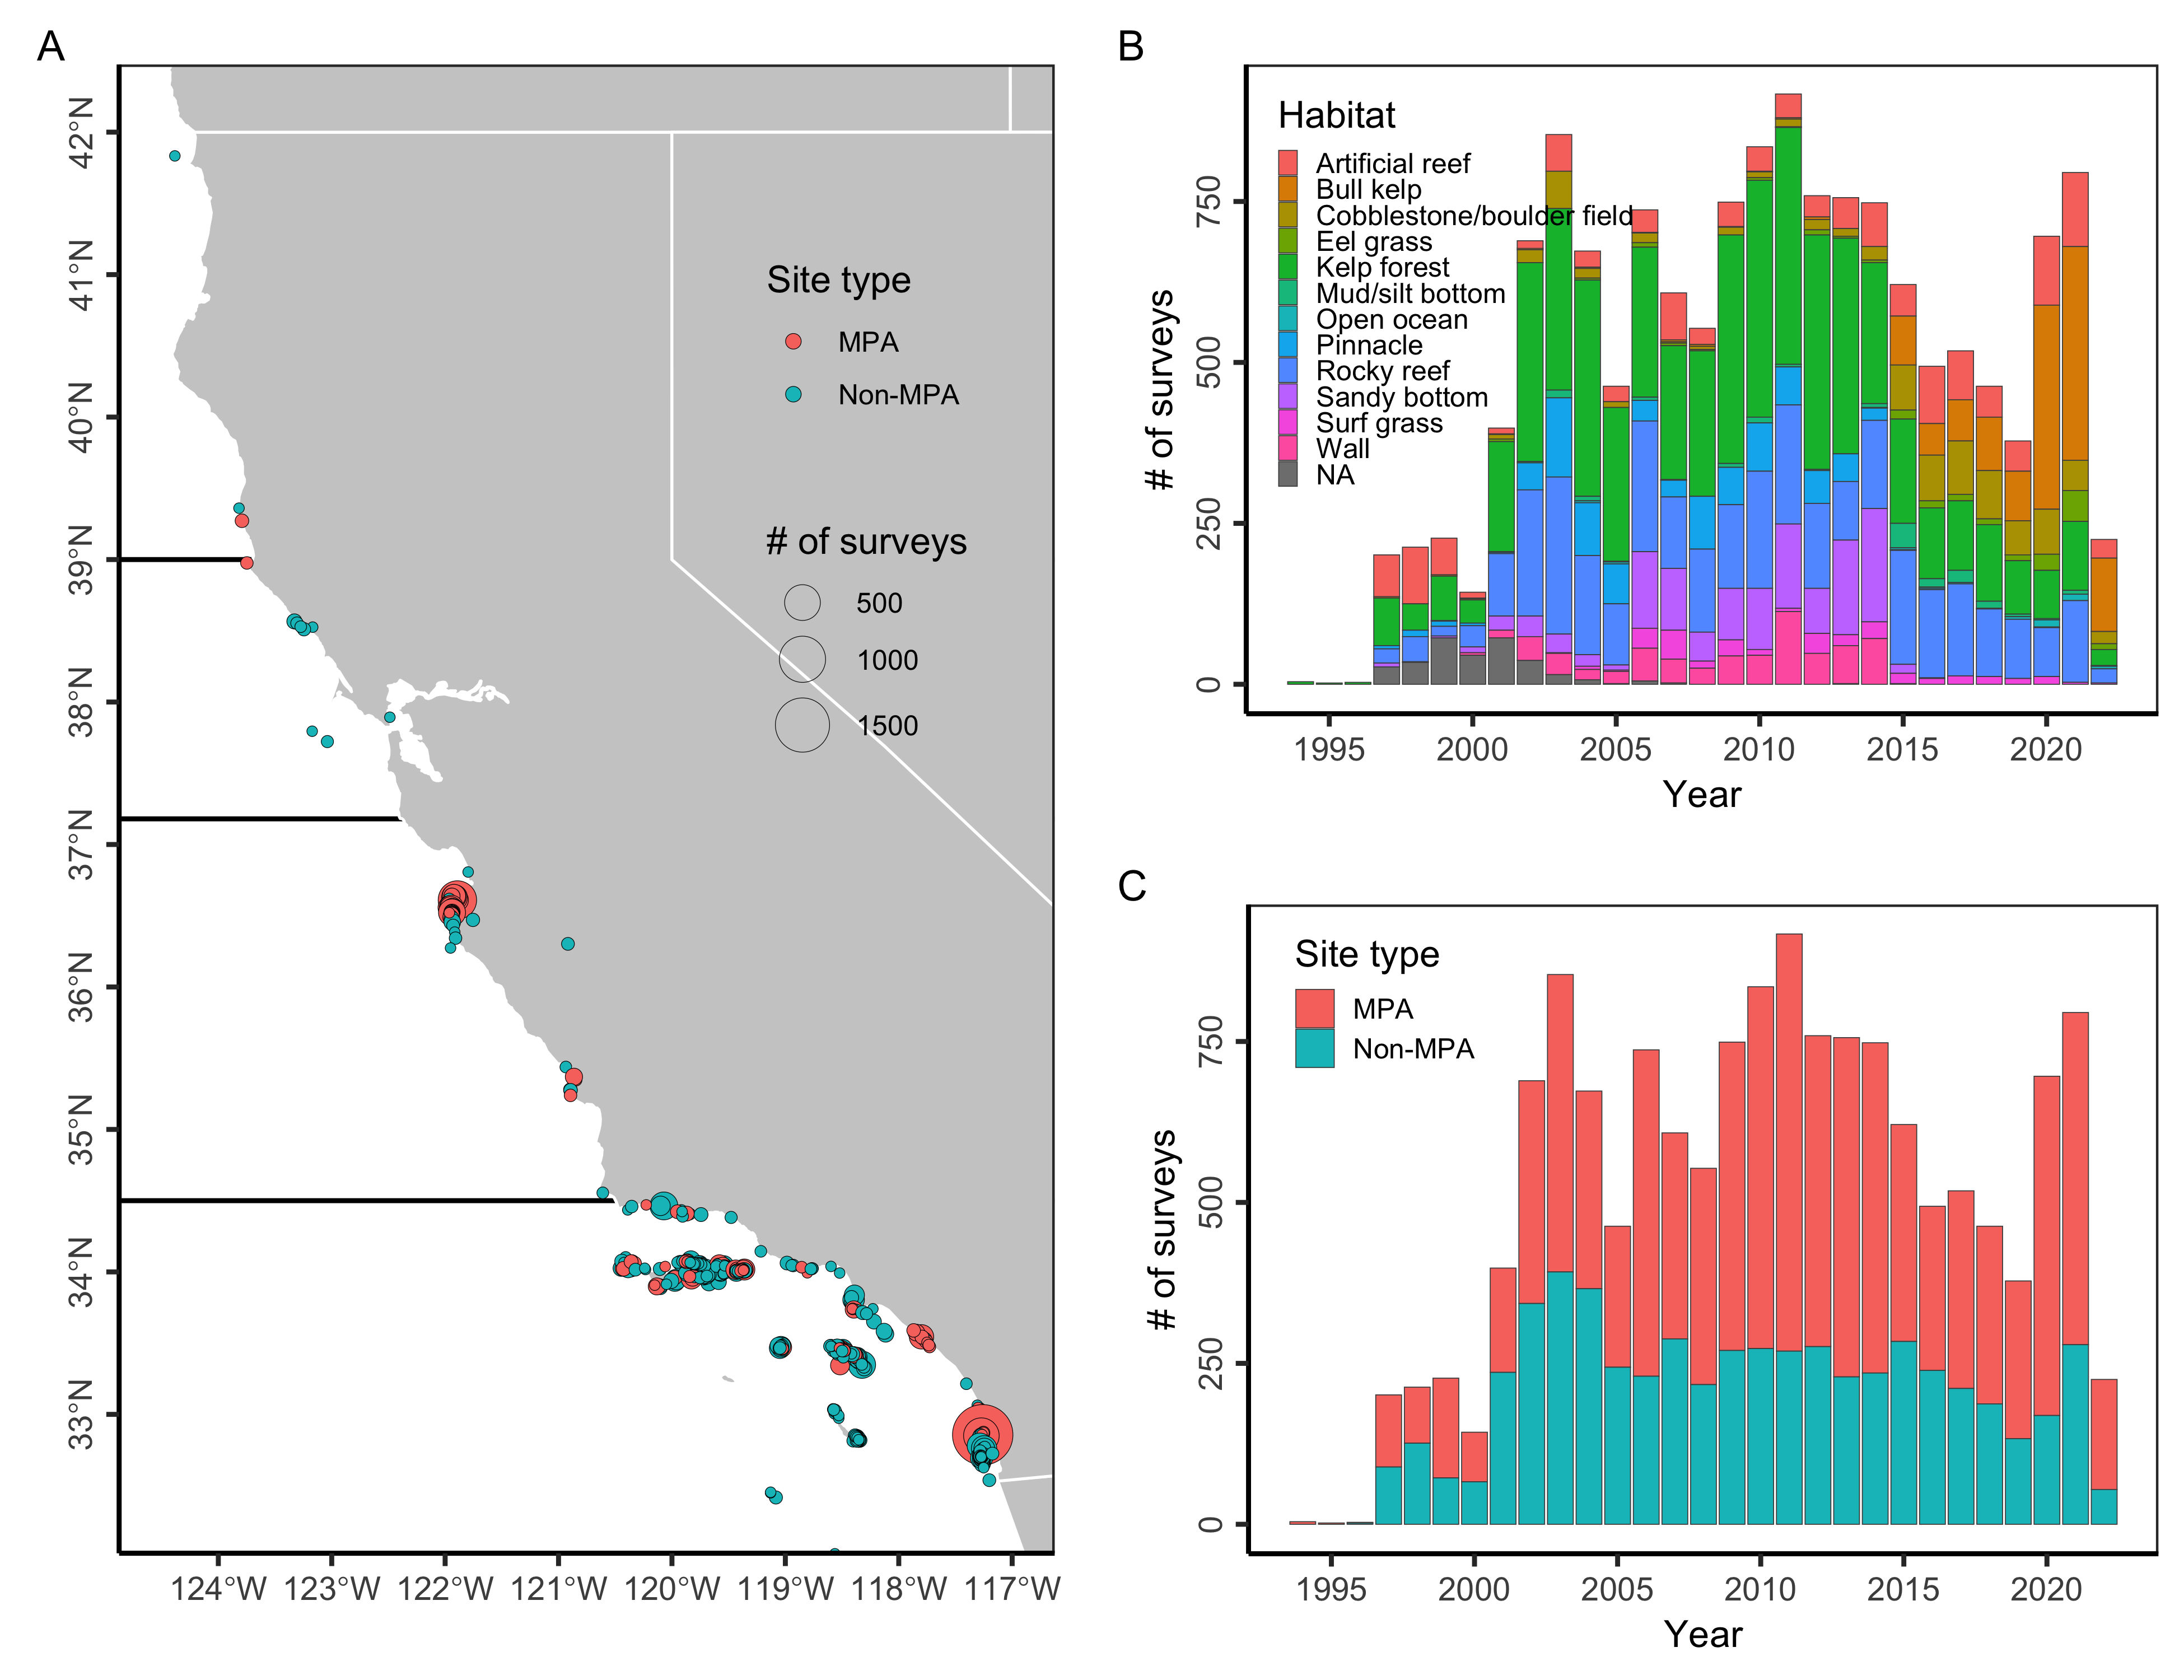 A
42°N
41°N
40°N
39°N
38°N
37°N
36°N
35°N
34°N
33°N
124°W 123°W 122°W 121°W 120°W 119°W 118°W 117°W
Site type
MPA
Non-MPA
# of surveys
500
1000
1500
B
# of surveys
750
500
250
0
Habitat
Artificial reef
Bull kelp
Cobblestone/boulder field
Eel grass
Kelp forest
Mud/silt bottom
Open ocean
Pinnacle
Rocky reef
Sandy bottom
Surf grass
Wall
NA
1995 2000 2005 2010 2015 2020
Year
C
# of surveys
750
500
250
0
Site type
MPA
Non-MPA
1995 2000 2005 2010 2015 2020
Year